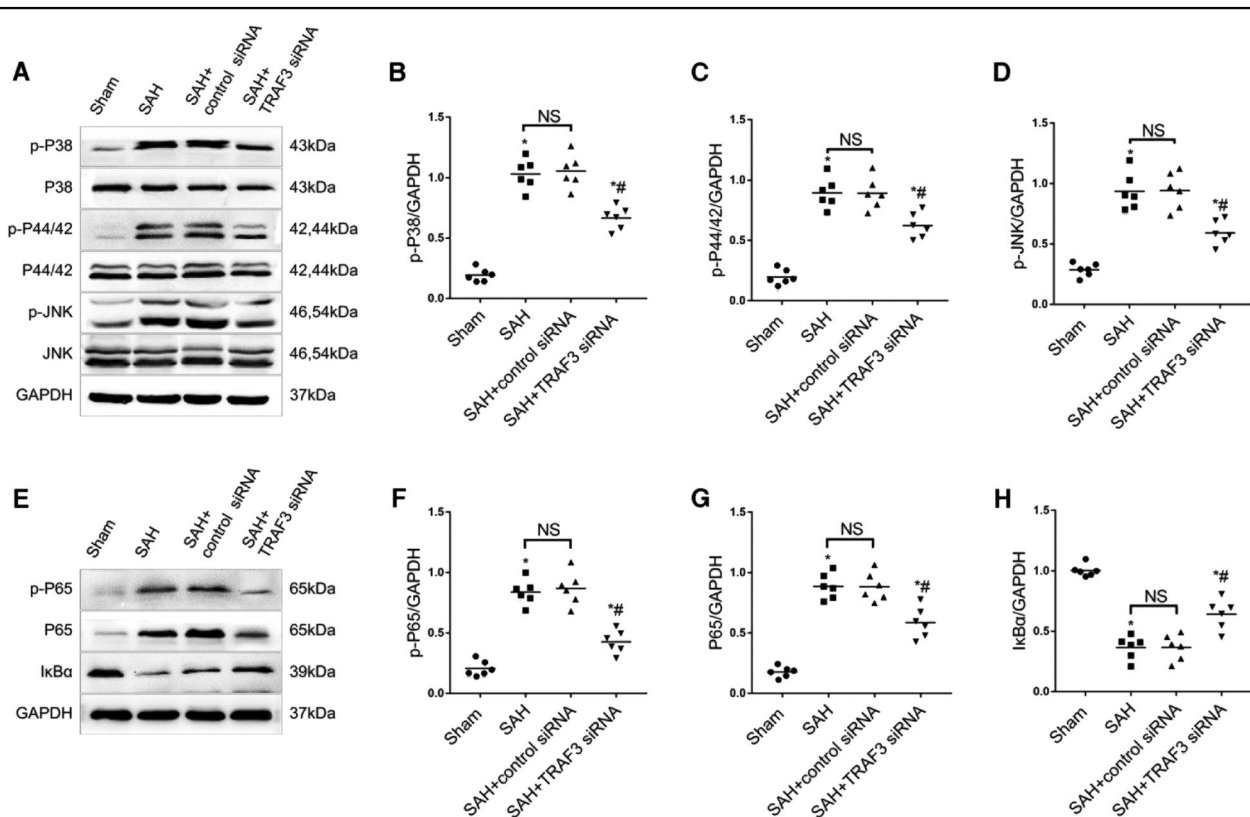 A
Sham
SAH
SAH+
control siRNA
SAH+
TRAF3 siRNA
p-P38
43kDa
P38
43kDa
p-P44/42
42,44kDa
P44/42
42,44kDa
p-JNK
46,54kDa
JNK
46,54kDa
GAPDH
37kDa
B
p-P38/GAPDH
1.5
1.0
0.5
0.0
NS
*
*#
Sham
SAH
SAH+control siRNA
SAH+TRAF3 siRNA
C
p-P44/42/GAPDH
1.5
1.0
0.5
0.0
NS
*
*#
Sham
SAH
SAH+control siRNA
SAH+TRAF3 siRNA
D
p-JNK/GAPDH
1.5
1.0
0.5
0.0
NS
*
*#
Sham
SAH
SAH+control siRNA
SAH+TRAF3 siRNA
E
Sham
SAH
SAH+
control siRNA
SAH+
TRAF3 siRNA
p-P65
65kDa
P65
65kDa
IκBα
39kDa
GAPDH
37kDa
F
p-P65/GAPDH
1.5
1.0
0.5
0.0
NS
*
*#
Sham
SAH
SAH+control siRNA
SAH+TRAF3 siRNA
G
P65/GAPDH
1.5
1.0
0.5
0.0
NS
*
*#
Sham
SAH
SAH+control siRNA
SAH+TRAF3 siRNA
H
IκBα/GAPDH
1.5
1.0
0.5
0.0
NS
*
*#
Sham
SAH
SAH+control siRNA
SAH+TRAF3 siRNA